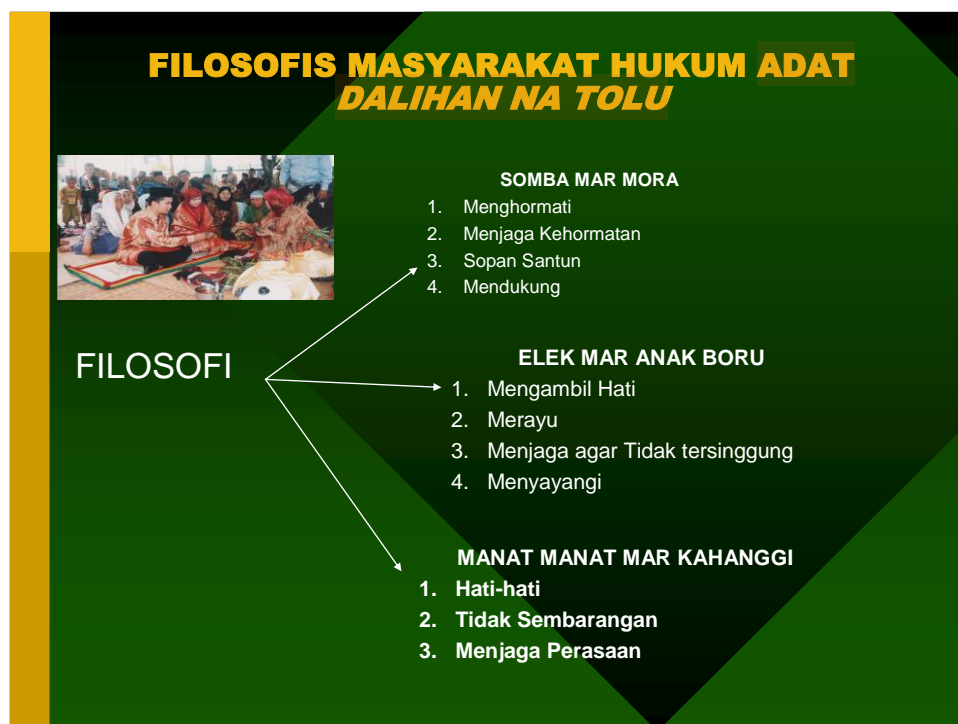 FILOSOFIS MASYARAKAT HUKUM ADAT
DALIHAN NA TOLU
SOMBA MAR MORA
1. Menghormati
2. Menjaga Kehormatan
3. Sopan Santun
4. Mendukung
FILOSOFI
ELEK MAR ANAK BORU
1. Mengambil Hati
2. Merayu
3. Menjaga agar Tidak tersinggung
4. Menyayangi
MANAT MANAT MAR KAHANGGI
1. Hati-hati
2. Tidak Sembarangan
3. Menjaga Perasaan